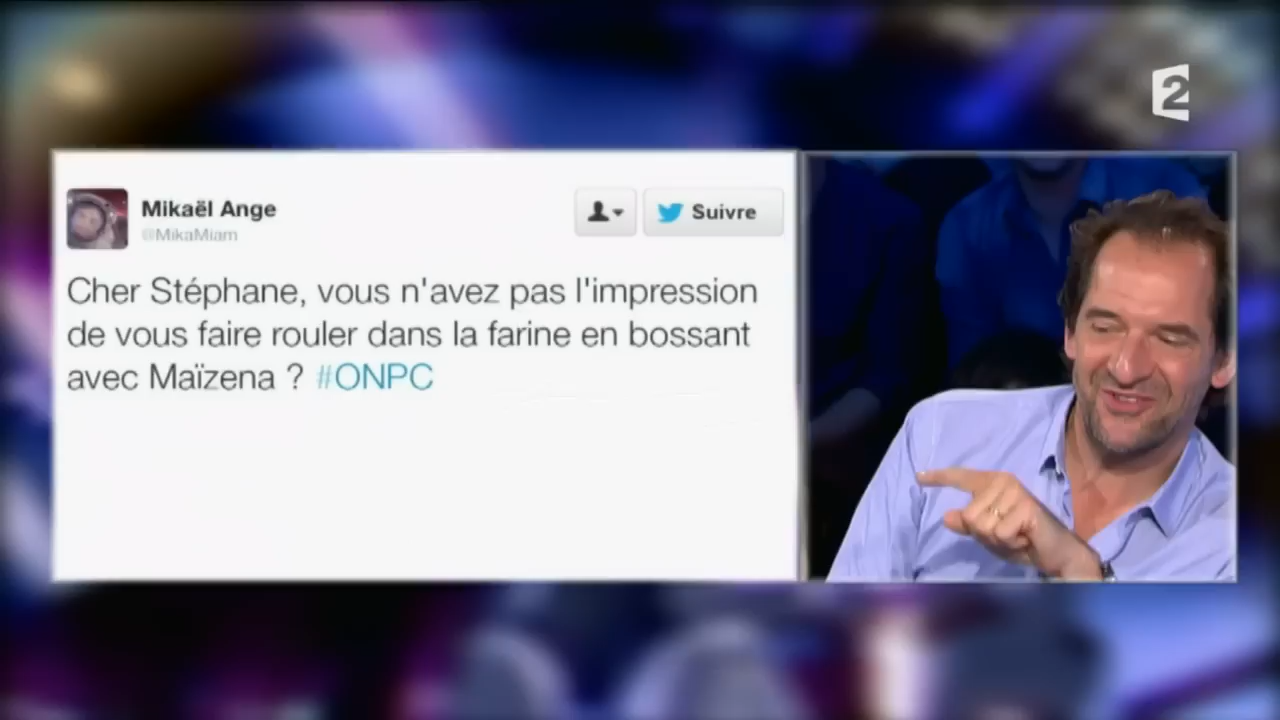 2
Mikaël Ange
@MikaMiam
Suivre
Cher Stéphane, vous n'avez pas l'impression
de vous faire rouler dans la farine en bossant
avec Maïzena ? #ONPC